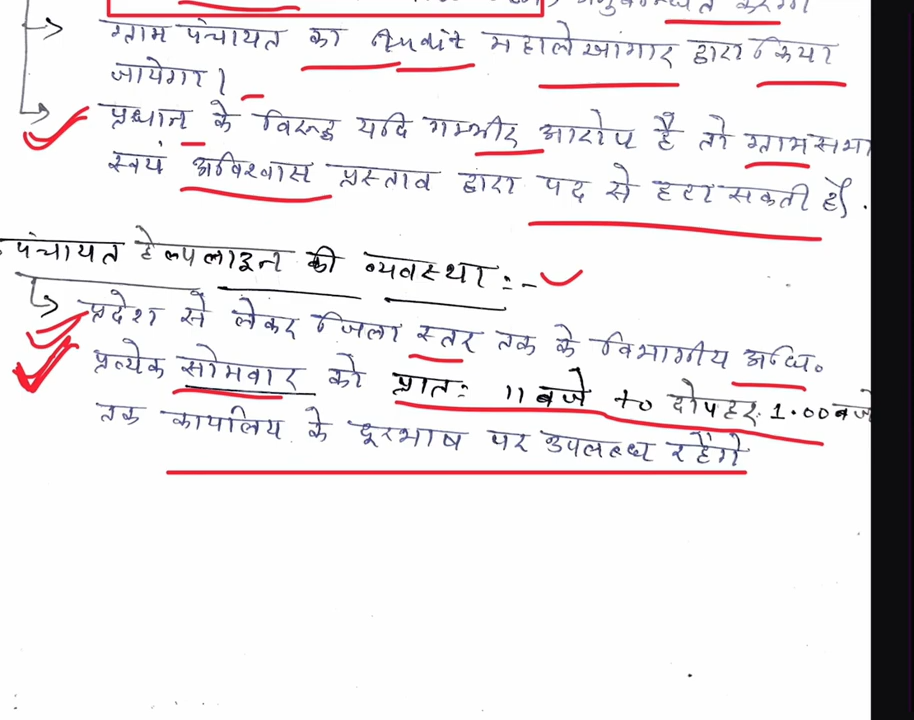 करेगी
ग्राम पंचायत का महालेखागार द्वारा किया
जायेगा।
प्रधान के विरुद्ध यदि गम्भीर आरोप है तो ग्रामसभा
स्वयं अविश्वास प्रस्ताव द्वारा पद से हटा सकती है।
पंचायत हेल्पलाइन की व्यवस्था :-
प्रदेश से लेकर जिला स्तर तक के विभागीय अधि०
प्रत्येक सोमवार को प्रातः 11 बजे to दोपहर 1.00 बजे
तक कार्यालय के दूरभाष पर उपलब्ध रहेंगे